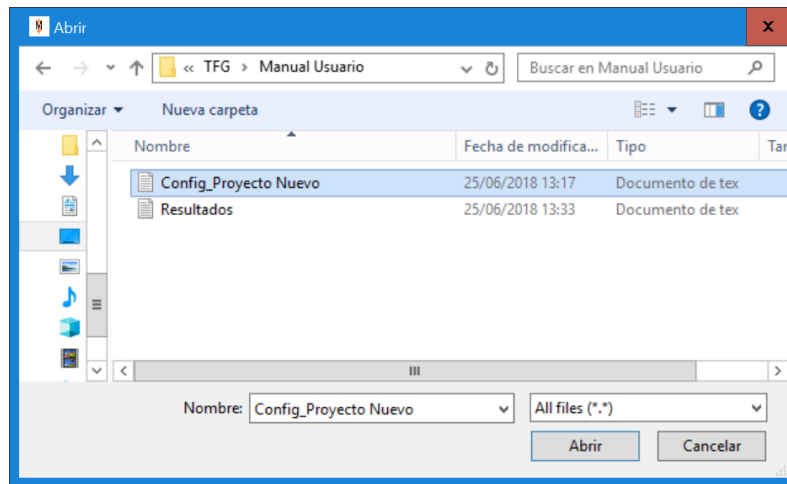 Abrir
« TFG > Manual Usuario
Buscar en Manual Usuario
Organizar
Nueva carpeta
Nombre Fecha de modifica... Tipo Tar
Config_Proyecto Nuevo 25/06/2018 13:17 Documento de tex
Resultados 25/06/2018 13:33 Documento de tex
Nombre: Config_Proyecto Nuevo All files (*.*)
Abrir Cancelar